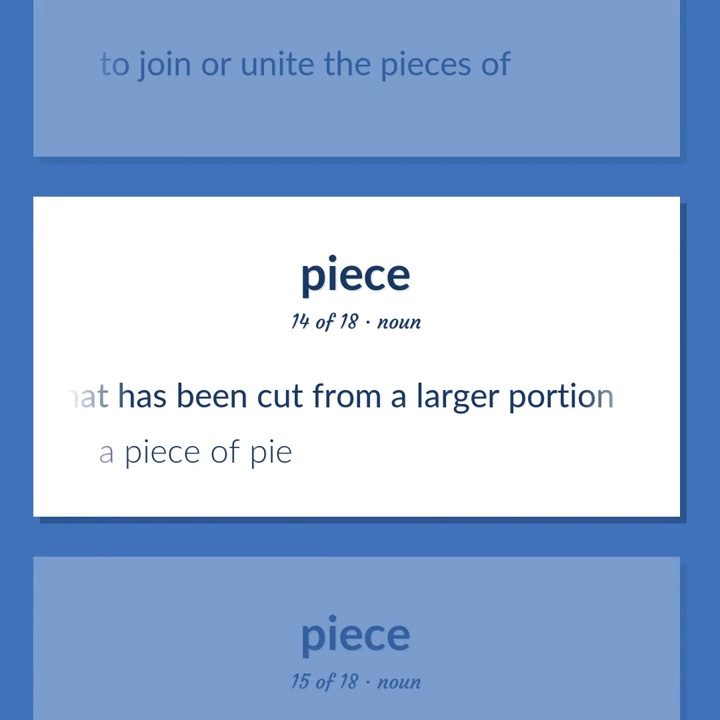 to join or unite the pieces of
piece
14 of 18 · noun
has been cut from a larger portion
a piece of pie
piece
15 of 18 · noun